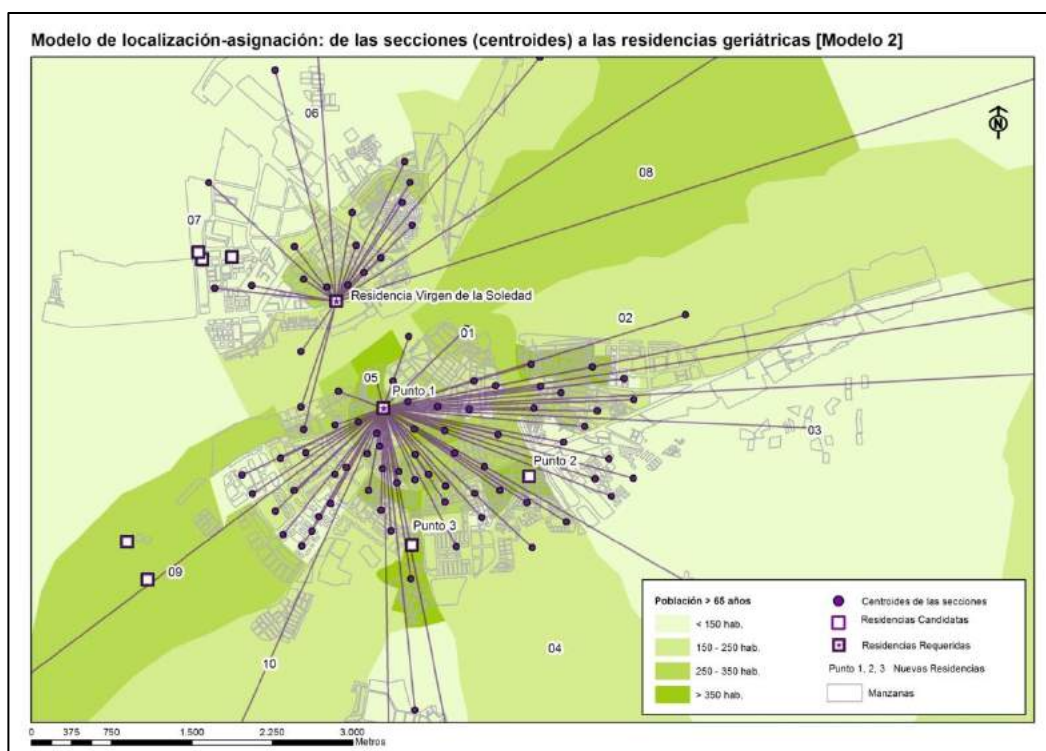 Modelo de localización-asignación: de las secciones (centroides) a las residencias geriátricas [Modelo 2]
06
N
08
07
Residencia Virgen de la Soledad
02
01
05
Punto 1
03
Punto 2
Punto 3
09
04
10
Población > 65 años
< 150 hab.
150 - 250 hab.
250 - 350 hab.
> 350 hab.
Centroides de las secciones
Residencias Candidatas
Residencias Requeridas
Punto 1, 2, 3 Nuevas Residencias
Manzanas
0 375 750 1.500 2.250 3.000
Metros